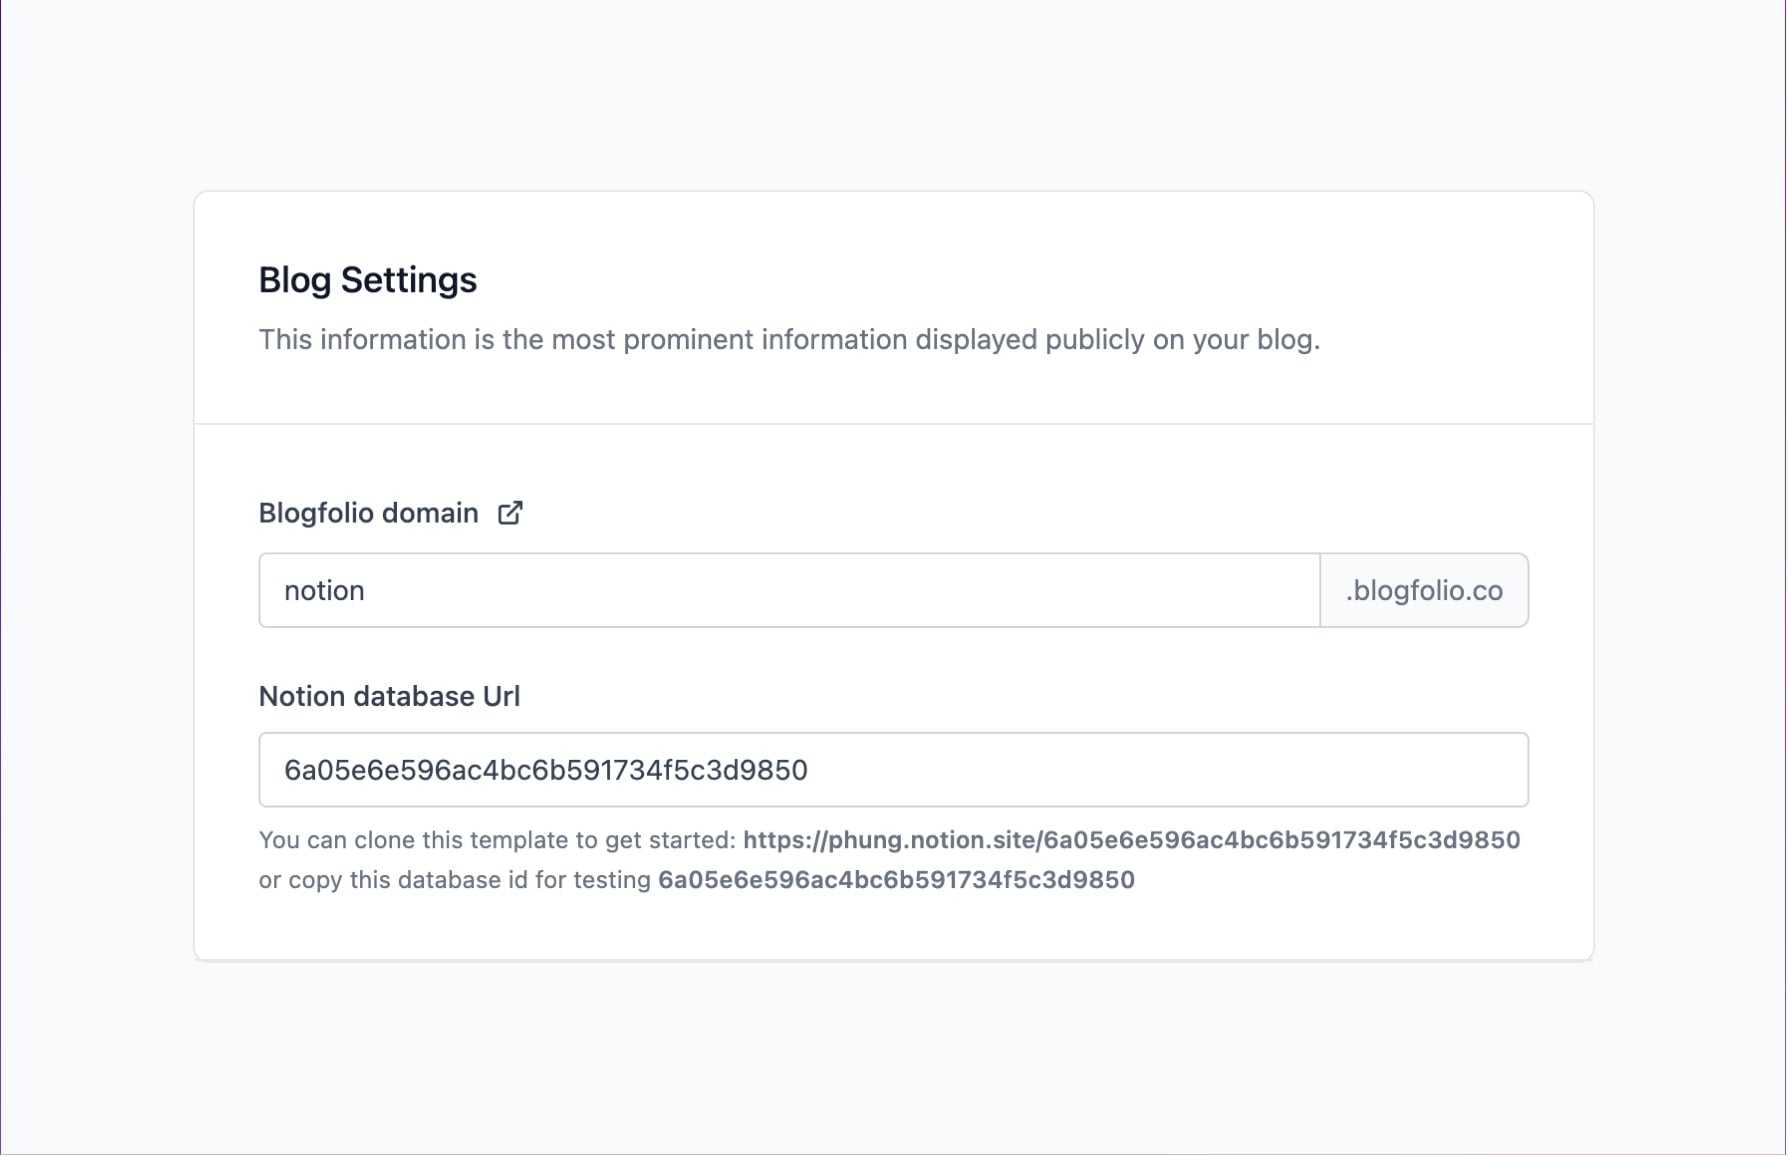 Blog Settings
This information is the most prominent information displayed publicly on your blog.
Blogfolio domain
notion .blogfolio.co
Notion database Url
6a05e6e596ac4bc6b591734f5c3d9850
You can clone this template to get started: https://phung.notion.site/6a05e6e596ac4bc6b591734f5c3d9850
or copy this database id for testing 6a05e6e596ac4bc6b591734f5c3d9850